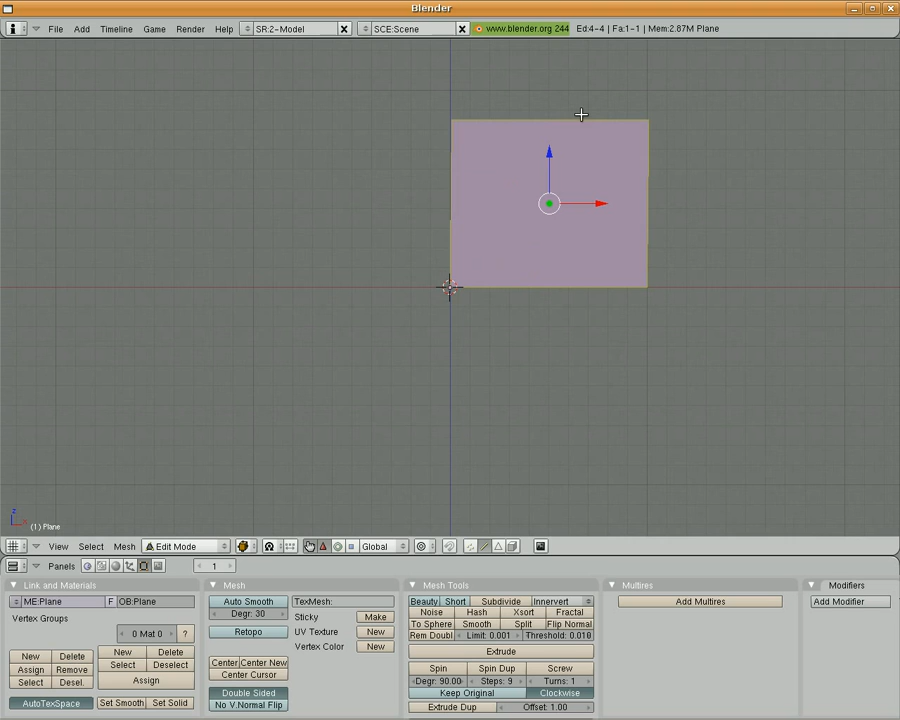 Blender
File Add Timeline Game Render Help SR:2-Model SCE:Scene www.blender.org 244 Ed:4-4 | Fa:1-1 | Mem:2.87M Plane
z
x
(1) Plane
View Select Mesh Edit Mode Global
Panels 1
Link and Materials Mesh Mesh Tools Multires Modifiers
ME:Plane F OB:Plane Auto Smooth TexMesh: Beauty Short Subdivide Innervert Add Multires Add Modifier
Degr: 30 Noise Hash Xsort Fractal
Vertex Groups Sticky Make To Sphere Smooth Split Flip Normal
0 Mat 0 ? Retopo UV Texture New Rem Doubl Limit: 0.001 Threshold: 0.010
Vertex Color New Extrude
New Delete New Delete Center Center New Spin Spin Dup Screw
Assign Remove Select Deselect Center Cursor Degr: 90.00 Steps: 9 Turns: 1
Select Desel. Assign Double Sided Keep Original Clockwise
AutoTexSpace Set Smooth Set Solid No V.Normal Flip Extrude Dup Offset: 1.00